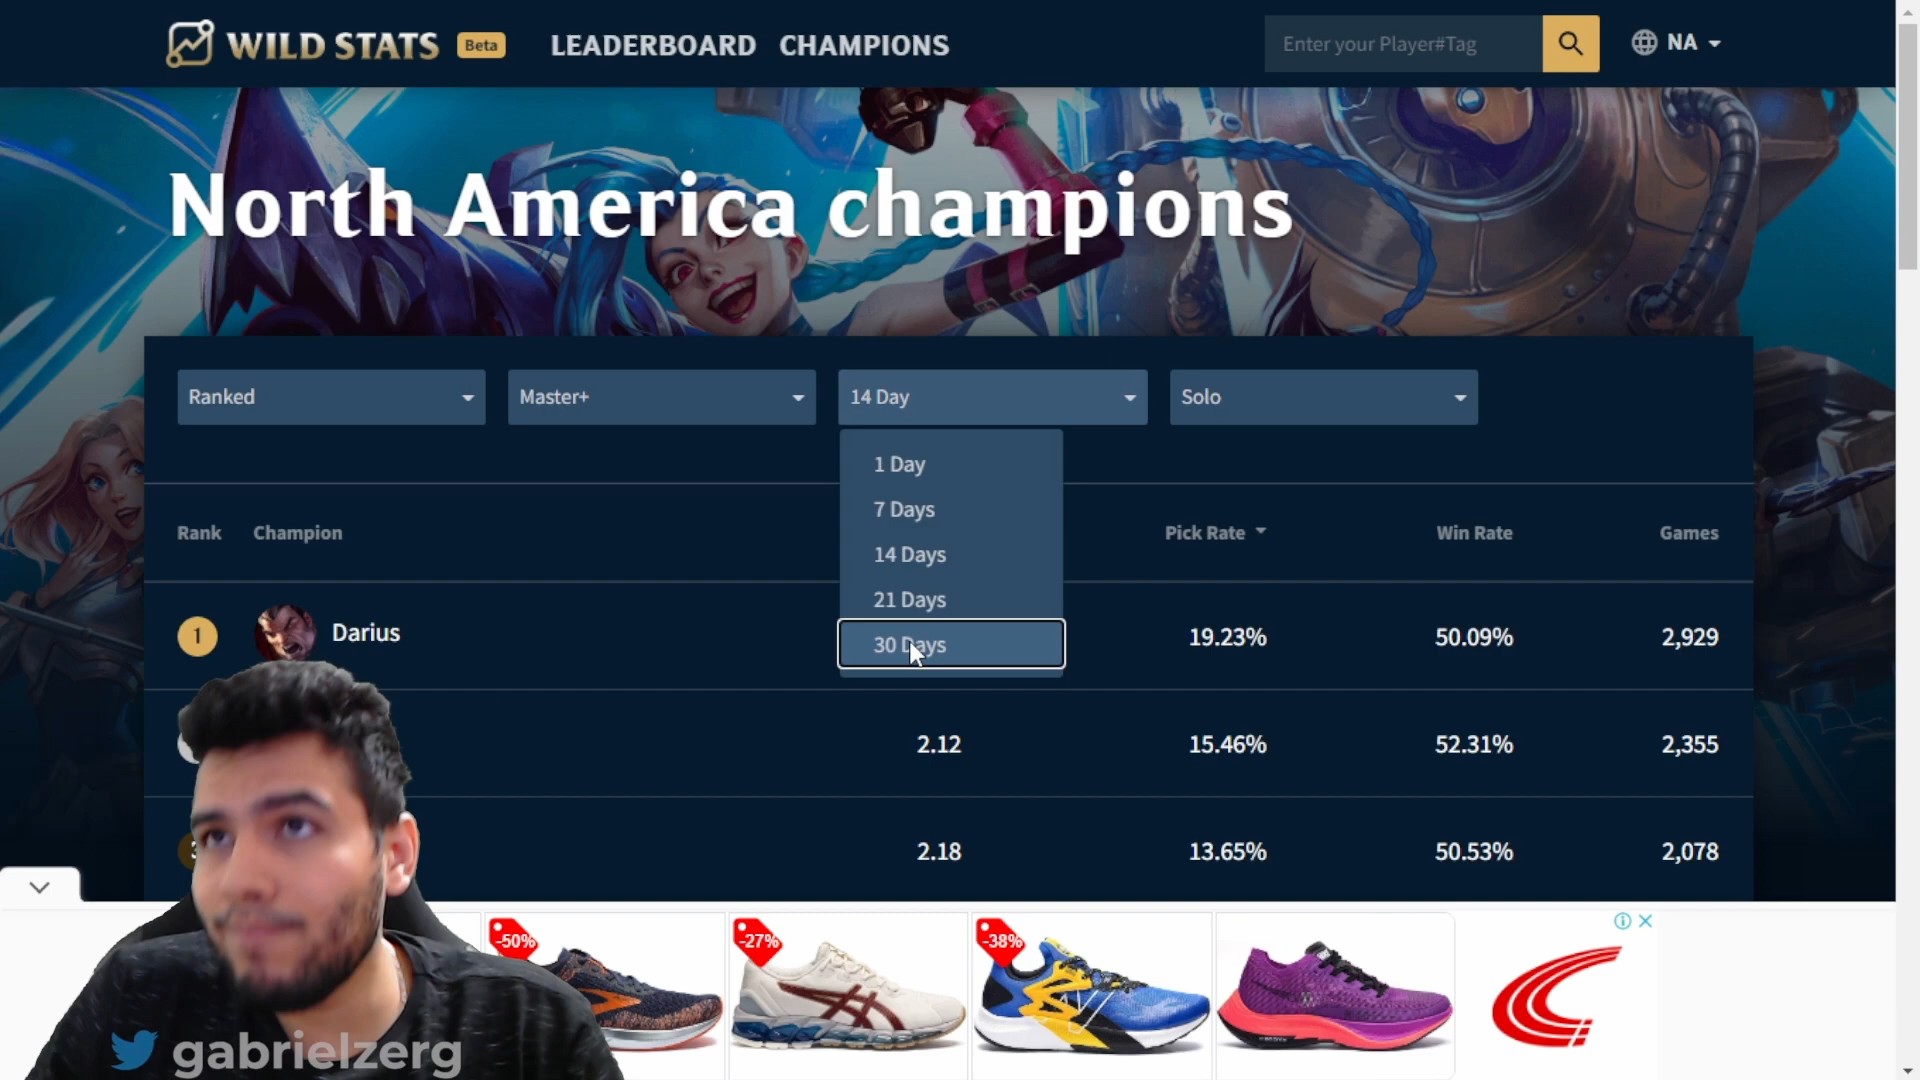 WILD STATS Beta LEADERBOARD CHAMPIONS Enter your Player#Tag NA
North America champions
Ranked Master+ 14 Day Solo
1 Day
7 Days
14 Days
21 Days
30 Days
Rank Champion Pick Rate Win Rate Games
1 Darius 19.23% 50.09% 2,929
2.12 15.46% 52.31% 2,355
2.18 13.65% 50.53% 2,078
-50% -27% -38%
gabrielzerg